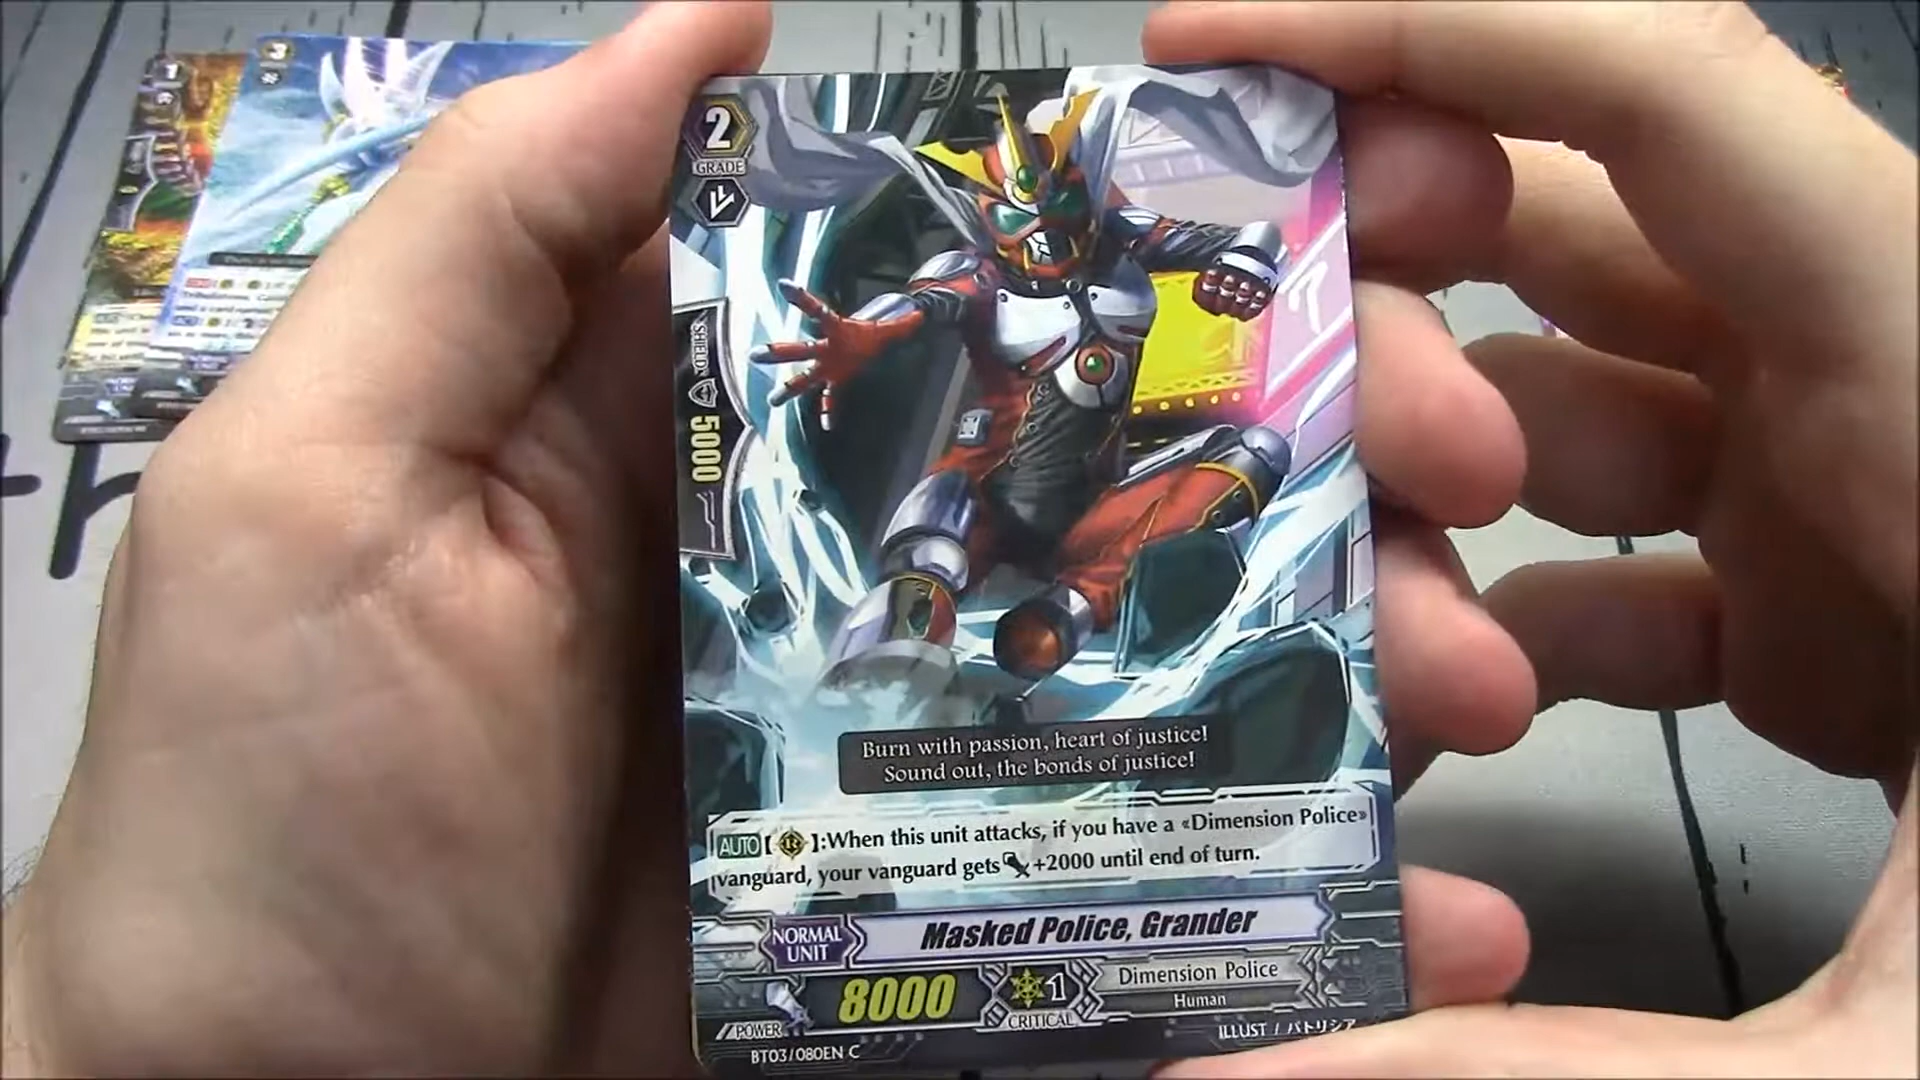 2
GRADE
SHIELD
5000
Burn with passion, heart of justice!
Sound out, the bonds of justice!
AUTO【R】:When this unit attacks, if you have a «Dimension Police»
vanguard, your vanguard gets +2000 until end of turn.
NORMAL
UNIT
Masked Police, Grander
POWER
8000
1
CRITICAL
Dimension Police
Human
BT03/080EN C
ILLUST / パトリシア
1
3